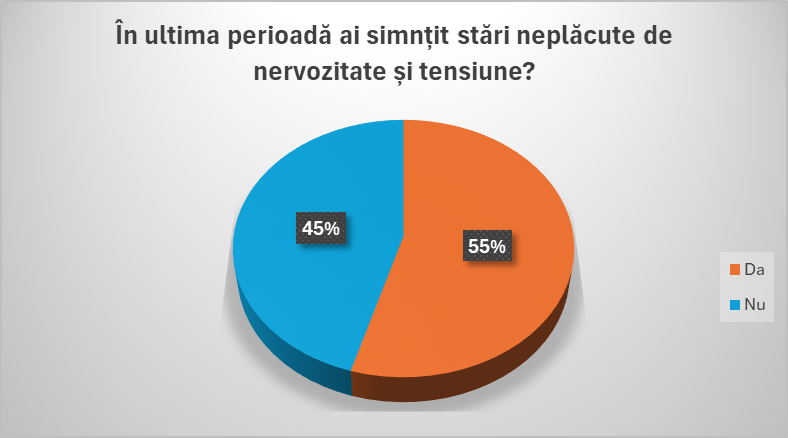 În ultima perioadă ai simnțit stări neplăcute de
nervozitate și tensiune?
45%
55%
Da
Nu